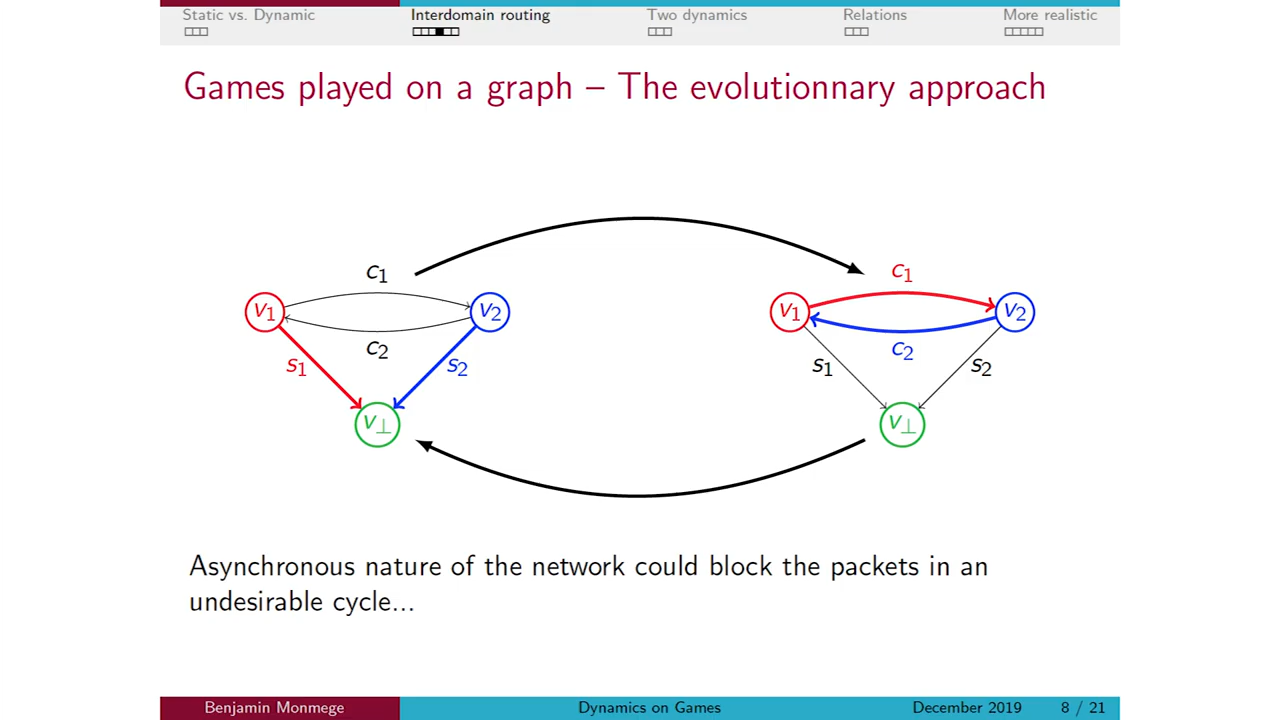 Static vs. Dynamic Interdomain routing Two dynamics Relations More realistic
Games played on a graph – The evolutionnary approach
c1 c1
v1 v2 v1 v2
c2 c2
s1 s2 s1 s2
v⊥ v⊥
Asynchronous nature of the network could block the packets in an
undesirable cycle...
Benjamin Monmege Dynamics on Games December 2019 8 / 21